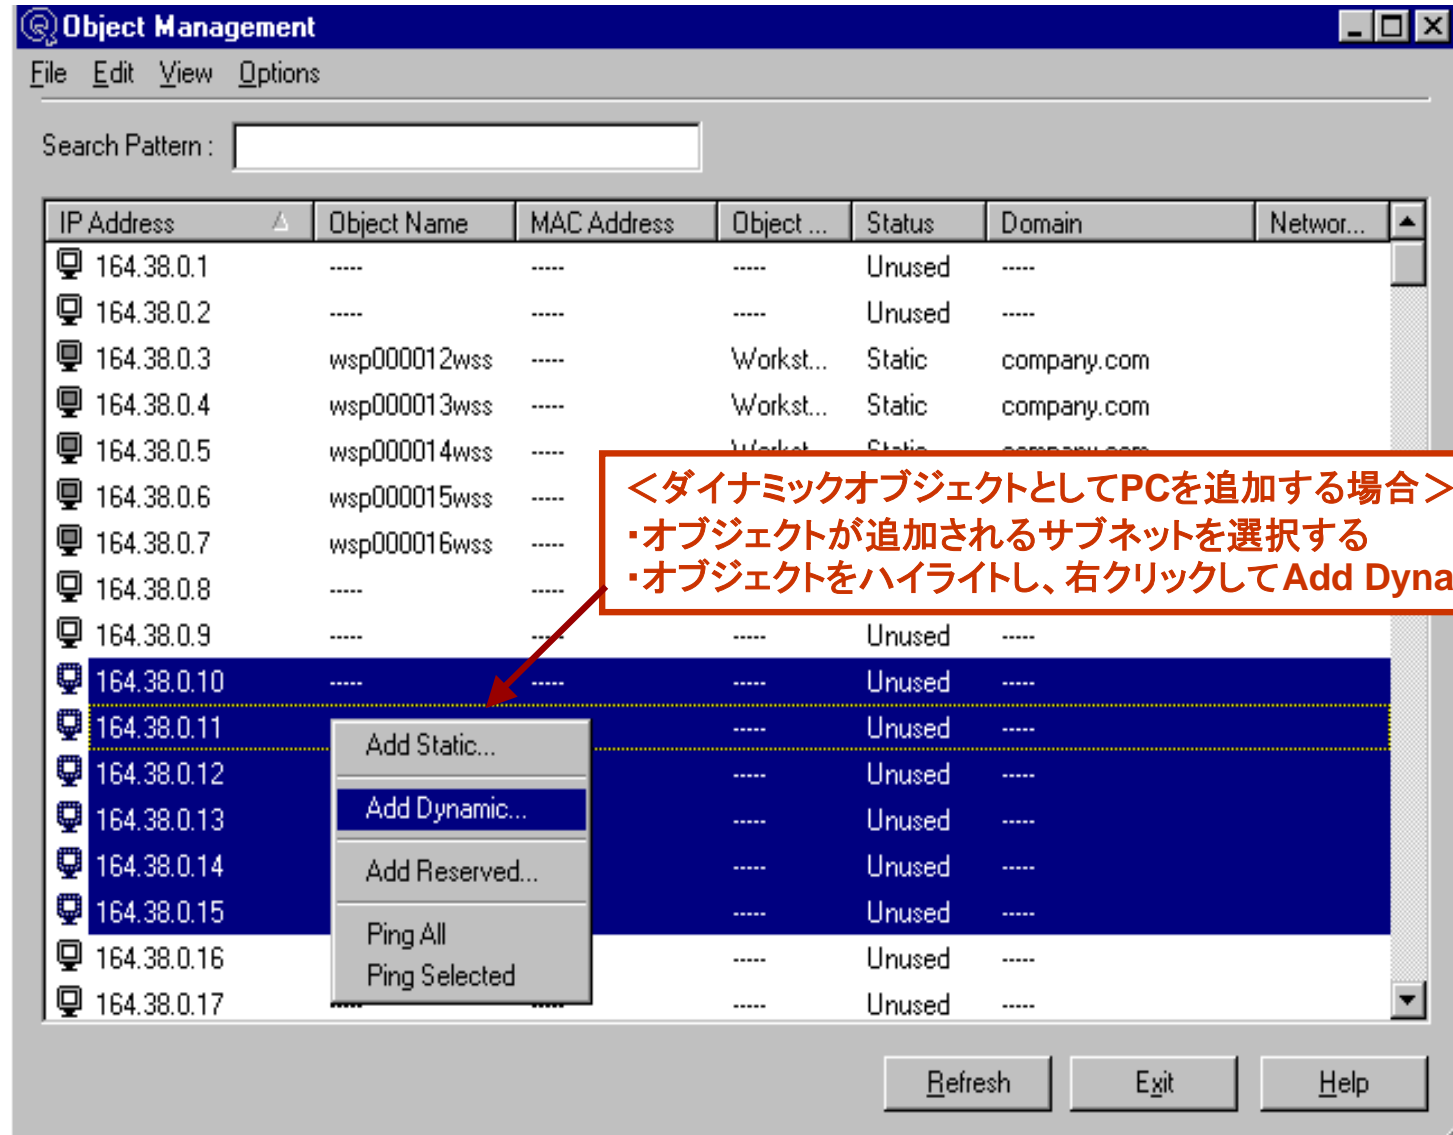 Object Management
File Edit View Options
Search Pattern :
IP Address Object Name MAC Address Object ... Status Domain Networ...
164.38.0.1 ----- ----- ----- Unused -----
164.38.0.2 ----- ----- ----- Unused -----
164.38.0.3 wsp000012wss ----- Workst... Static company.com
164.38.0.4 wsp000013wss ----- Workst... Static company.com
164.38.0.5 wsp000014wss ----- Workst Static company.com
164.38.0.6 wsp000015wss -----
164.38.0.7 wsp000016wss -----
<ダイナミックオブジェクトとしてPCを追加する場合>
・オブジェクトが追加されるサブネットを選択する
・オブジェクトをハイライトし、右クリックしてAdd Dyna
164.38.0.8 ----- -----
164.38.0.9 ----- ----- ----- Unused -----
164.38.0.10 ----- ----- ----- Unused -----
164.38.0.11 ----- Unused -----
164.38.0.12 ----- Unused -----
164.38.0.13 ----- Unused -----
164.38.0.14 ----- Unused -----
164.38.0.15 ----- Unused -----
164.38.0.16 ----- Unused -----
164.38.0.17 ----- ----- ----- Unused -----
Add Static...
Add Dynamic...
Add Reserved...
Ping All
Ping Selected
Refresh Exit Help